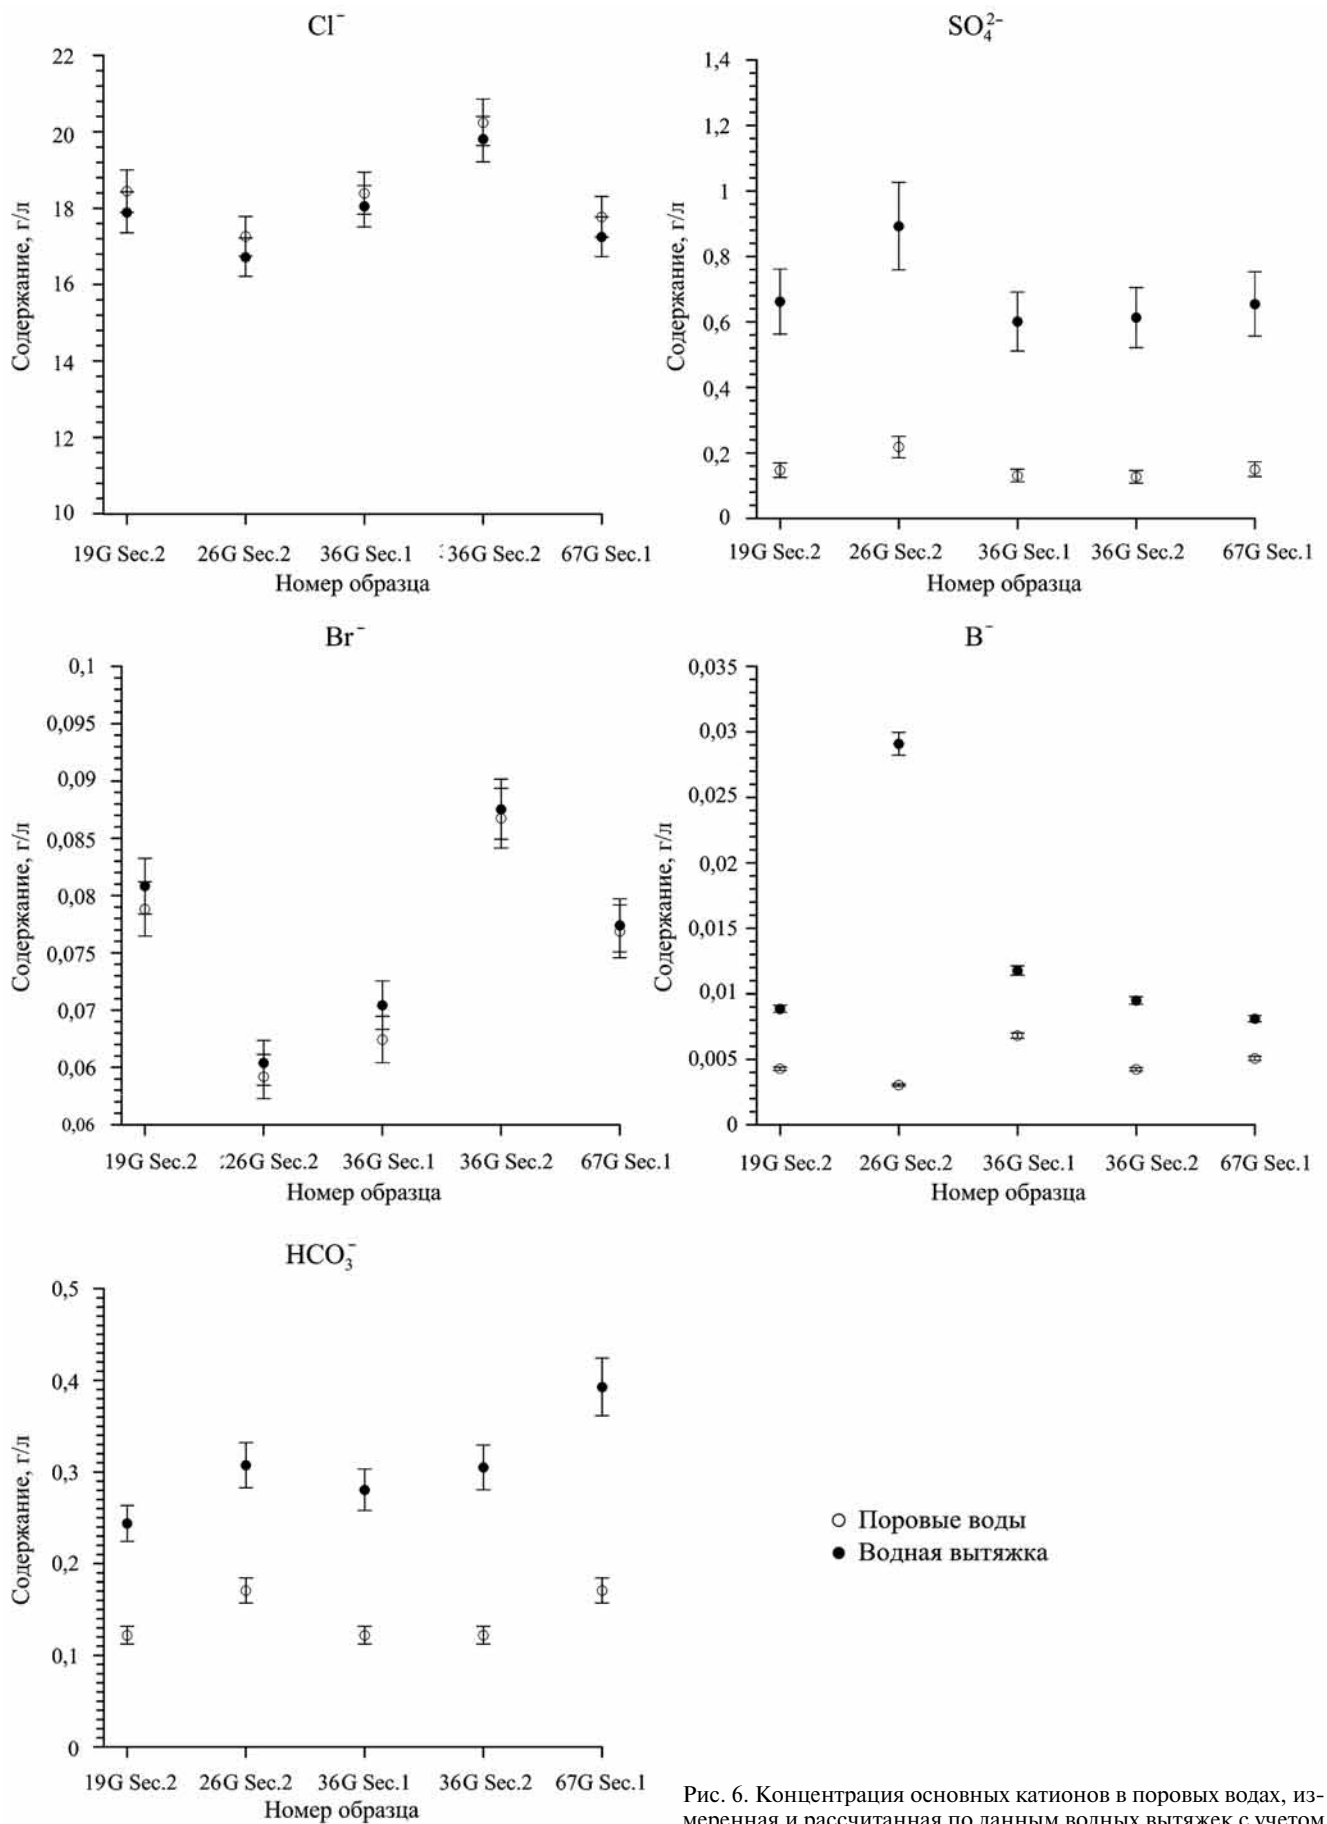 Cl⁻
22
20
18
16
14
12
10
Содержание, г/л
19G Sec.2 26G Sec.2 36G Sec.1 :36G Sec.2 67G Sec.1
Номер образца
SO₄²⁻
1,4
1,2
1
0,8
0,6
0,4
0,2
0
Содержание, г/л
19G Sec.2 26G Sec.2 36G Sec.1 36G Sec.2 67G Sec.1
Номер образца
Br⁻
0,1
0,095
0,09
0,085
0,08
0,075
0,07
0,06
0,06
Содержание, г/л
19G Sec.2 :26G Sec.2 36G Sec.1 36G Sec.2 67G Sec.1
Номер образца
B⁻
0,035
0,03
0,025
0,02
0,015
0,01
0,005
0
Содержание, г/л
19G Sec.2 26G Sec.2 36G Sec.1 36G Sec.2 67G Sec.1
Номер образца
HCO₃⁻
0,5
0,4
0,3
0,2
0,1
0
Содержание, г/л
19G Sec.2 26G Sec.2 36G Sec.1 36G Sec.2 67G Sec.1
Номер образца
Поровые воды
Водная вытяжка
Рис. 6. Концентрация основных катионов в поровых водах, из-
меренная и рассчитанная по данным водных вытяжек с учетом